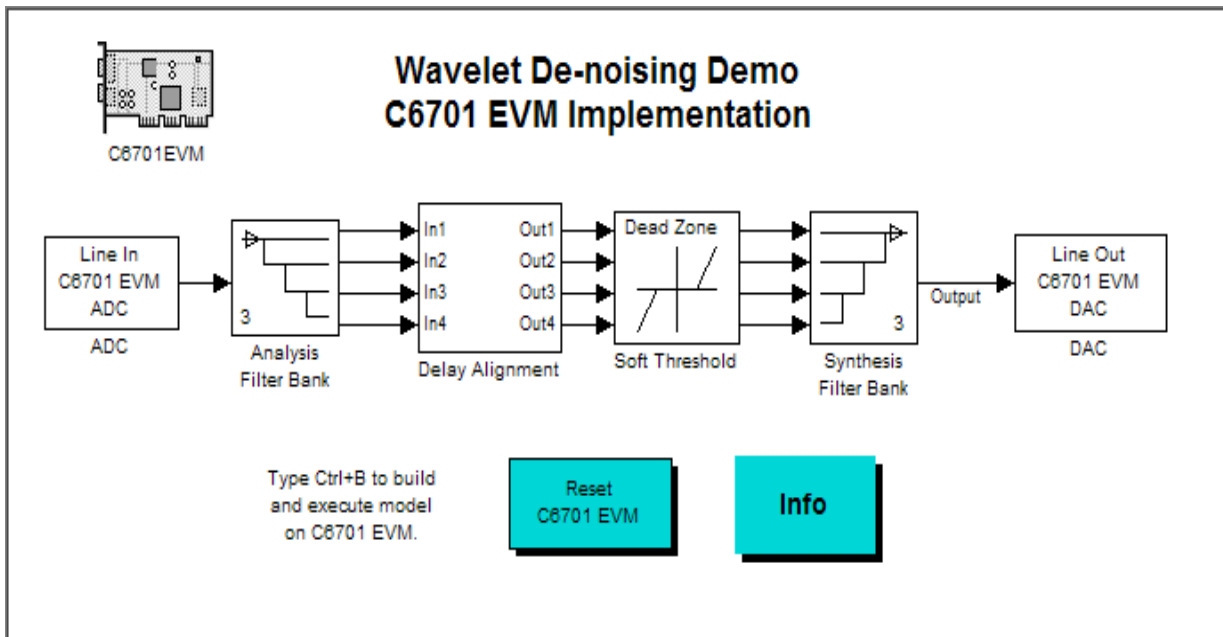 Wavelet De-noising Demo
C6701 EVM Implementation
C6701EVM
Line In
C6701 EVM
ADC
ADC
3
Analysis
Filter Bank
In1
In2
In3
In4
Out1
Out2
Out3
Out4
Delay Alignment
Dead Zone
Soft Threshold
3
Synthesis
Filter Bank
Output
Line Out
C6701 EVM
DAC
DAC
Type Ctrl+B to build
and execute model
on C6701 EVM.
Reset
C6701 EVM
Info